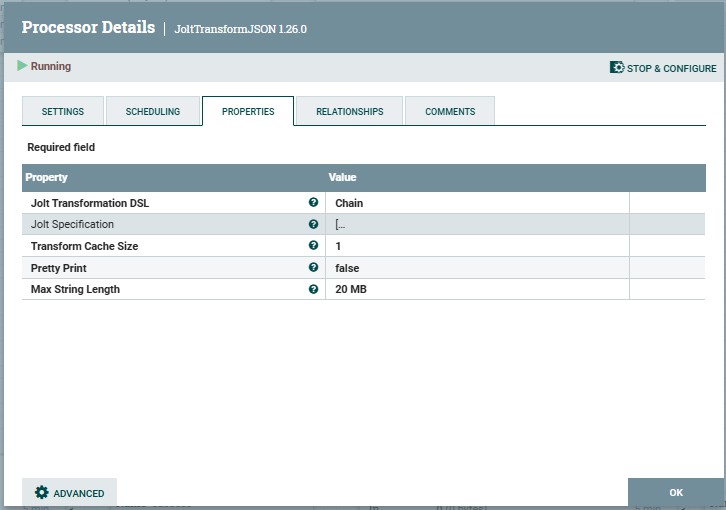 Processor Details | JoltTransformJSON 1.26.0
Running
STOP & CONFIGURE
SETTINGS SCHEDULING PROPERTIES RELATIONSHIPS COMMENTS
Required field
Property Value
Jolt Transformation DSL Chain
Jolt Specification [...
Transform Cache Size 1
Pretty Print false
Max String Length 20 MB
ADVANCED
OK